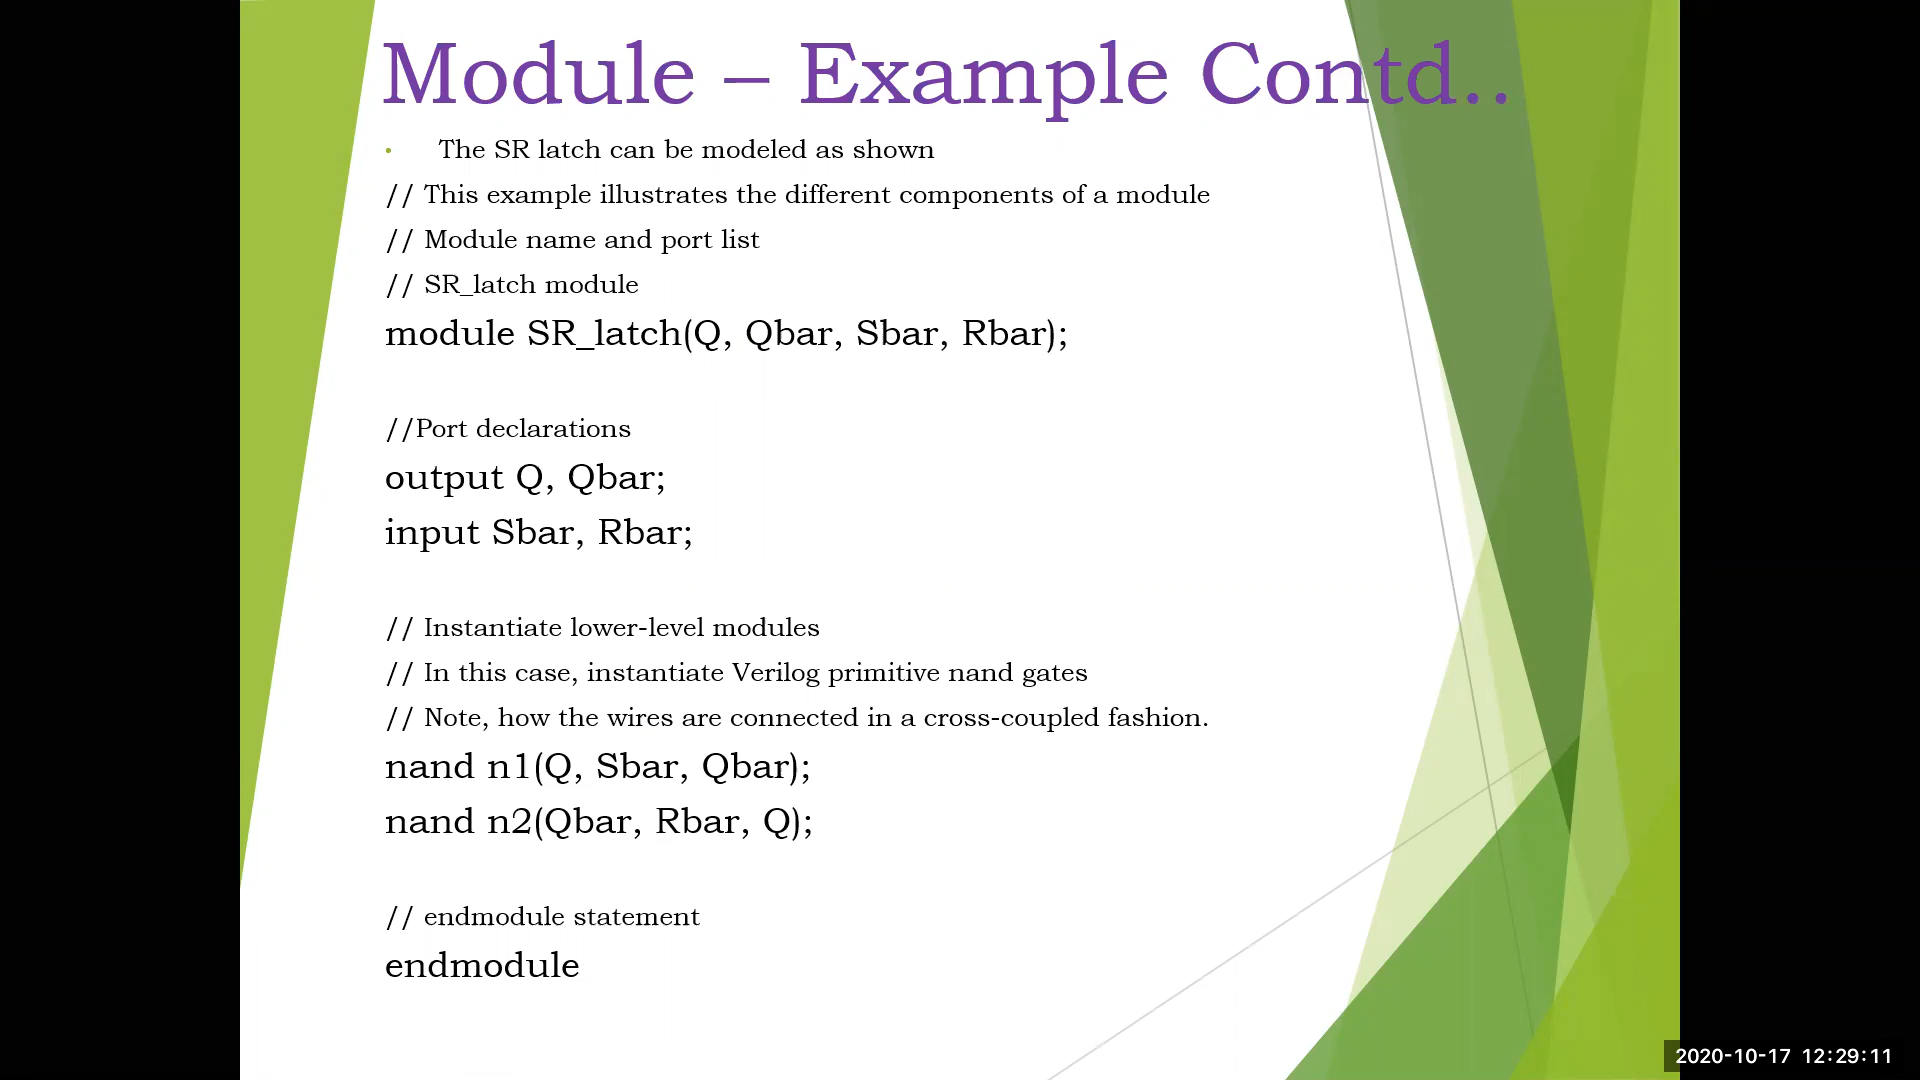 Module – Example Contd..
• The SR latch can be modeled as shown
// This example illustrates the different components of a module
// Module name and port list
// SR_latch module
module SR_latch(Q, Qbar, Sbar, Rbar);
//Port declarations
output Q, Qbar;
input Sbar, Rbar;
// Instantiate lower-level modules
// In this case, instantiate Verilog primitive nand gates
// Note, how the wires are connected in a cross-coupled fashion.
nand n1(Q, Sbar, Qbar);
nand n2(Qbar, Rbar, Q);
// endmodule statement
endmodule
2020-10-17 12:29:11